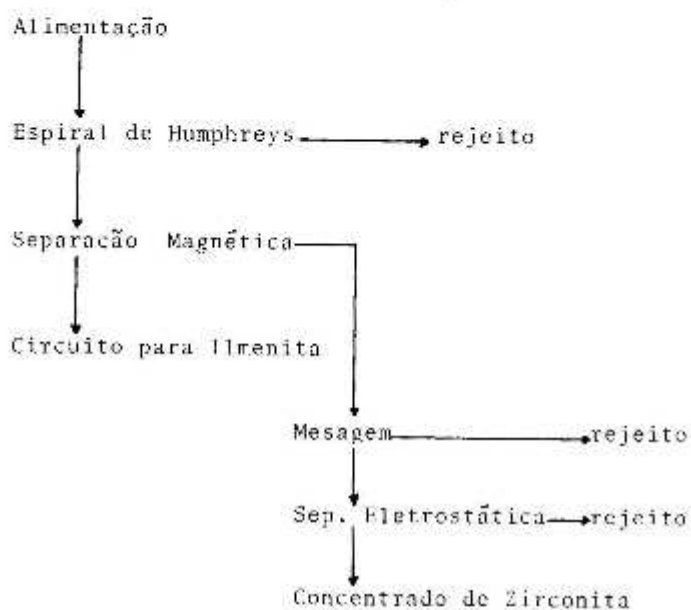 Alimentação
Espiral de Humphreys rejeito
Separacão Magnética
Circuito para Ilmenita
Mesagem rejeito
Sep. Eletrostática rejeito
Concentrado de Zirconita